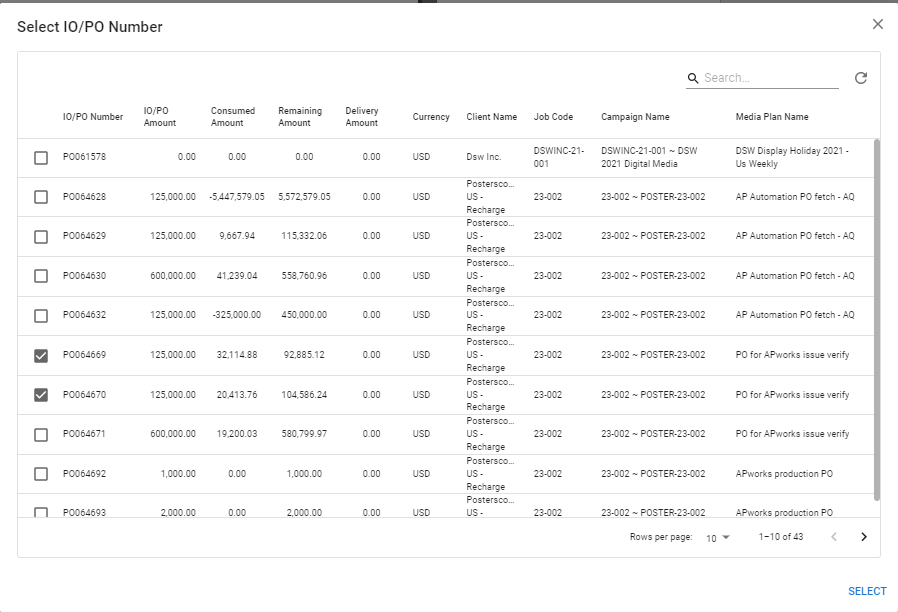 Select IO/PO Number
Search...
IO/PO Number IO/PO Amount Consumed Amount Remaining Amount Delivery Amount Currency Client Name Job Code Campaign Name Media Plan Name
PO061578 0.00 0.00 0.00 0.00 USD Dsw Inc. DSWINC-21-001 DSWINC-21-001 ~ DSW 2021 Digital Media DSW Display Holiday 2021 - Us Weekly
PO064628 125,000.00 -5,447,579.05 5,572,579.05 0.00 USD Postersco... US - Recharge 23-002 23-002 ~ POSTER-23-002 AP Automation PO fetch - AQ
PO064629 125,000.00 9,667.94 115,332.06 0.00 USD Postersco... US - Recharge 23-002 23-002 ~ POSTER-23-002 AP Automation PO fetch - AQ
PO064630 600,000.00 41,239.04 558,760.96 0.00 USD Postersco... US - Recharge 23-002 23-002 ~ POSTER-23-002 AP Automation PO fetch - AQ
PO064632 125,000.00 -325,000.00 450,000.00 0.00 USD Postersco... US - Recharge 23-002 23-002 ~ POSTER-23-002 AP Automation PO fetch - AQ
PO064669 125,000.00 32,114.88 92,885.12 0.00 USD Postersco... US - Recharge 23-002 23-002 ~ POSTER-23-002 PO for APworks issue verify
PO064670 125,000.00 20,413.76 104,586.24 0.00 USD Postersco... US - Recharge 23-002 23-002 ~ POSTER-23-002 PO for APworks issue verify
PO064671 600,000.00 19,200.03 580,799.97 0.00 USD Postersco... US - Recharge 23-002 23-002 ~ POSTER-23-002 PO for APworks issue verify
PO064692 1,000.00 0.00 1,000.00 0.00 USD Postersco... US - Recharge 23-002 23-002 ~ POSTER-23-002 APworks production PO
PO064693 2,000.00 0.00 2,000.00 0.00 USD Postersco... US - 23-002 23-002 ~ POSTER-23-002 APworks production PO
Rows per page: 10 1–10 of 43
SELECT